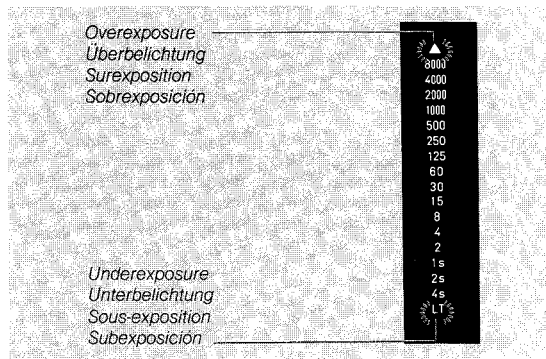 Overexposure
Überbelichtung
Surexposition
Sobrexposición
8000
4000
2000
1000
500
250
125
60
30
15
8
4
2
1s
2s
4s
LT
Underexposure
Unterbelichtung
Sous-exposition
Subexposición